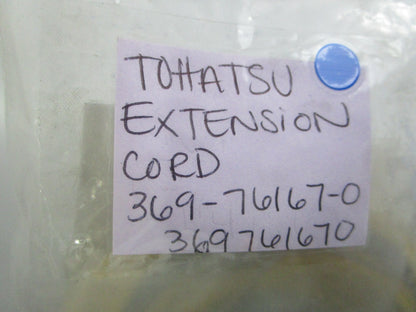 TOHATSU
EXTENSION
CORD
369-76167-0
369761670